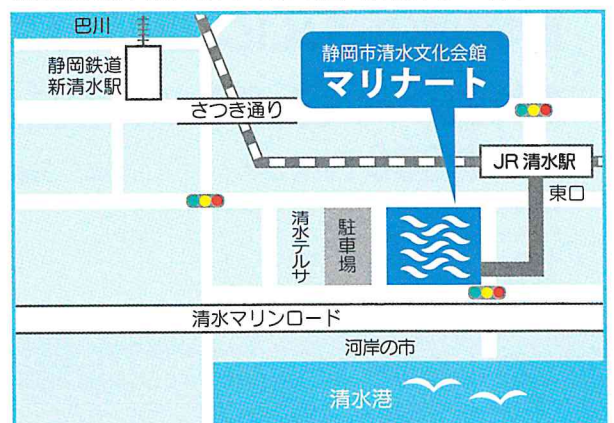 巴川
静岡鉄道
新清水駅
静岡市清水文化会館
マリナート
さつき通り
JR清水駅
東口
清水テルサ
駐車場
清水マリンロード
河岸の市
清水港